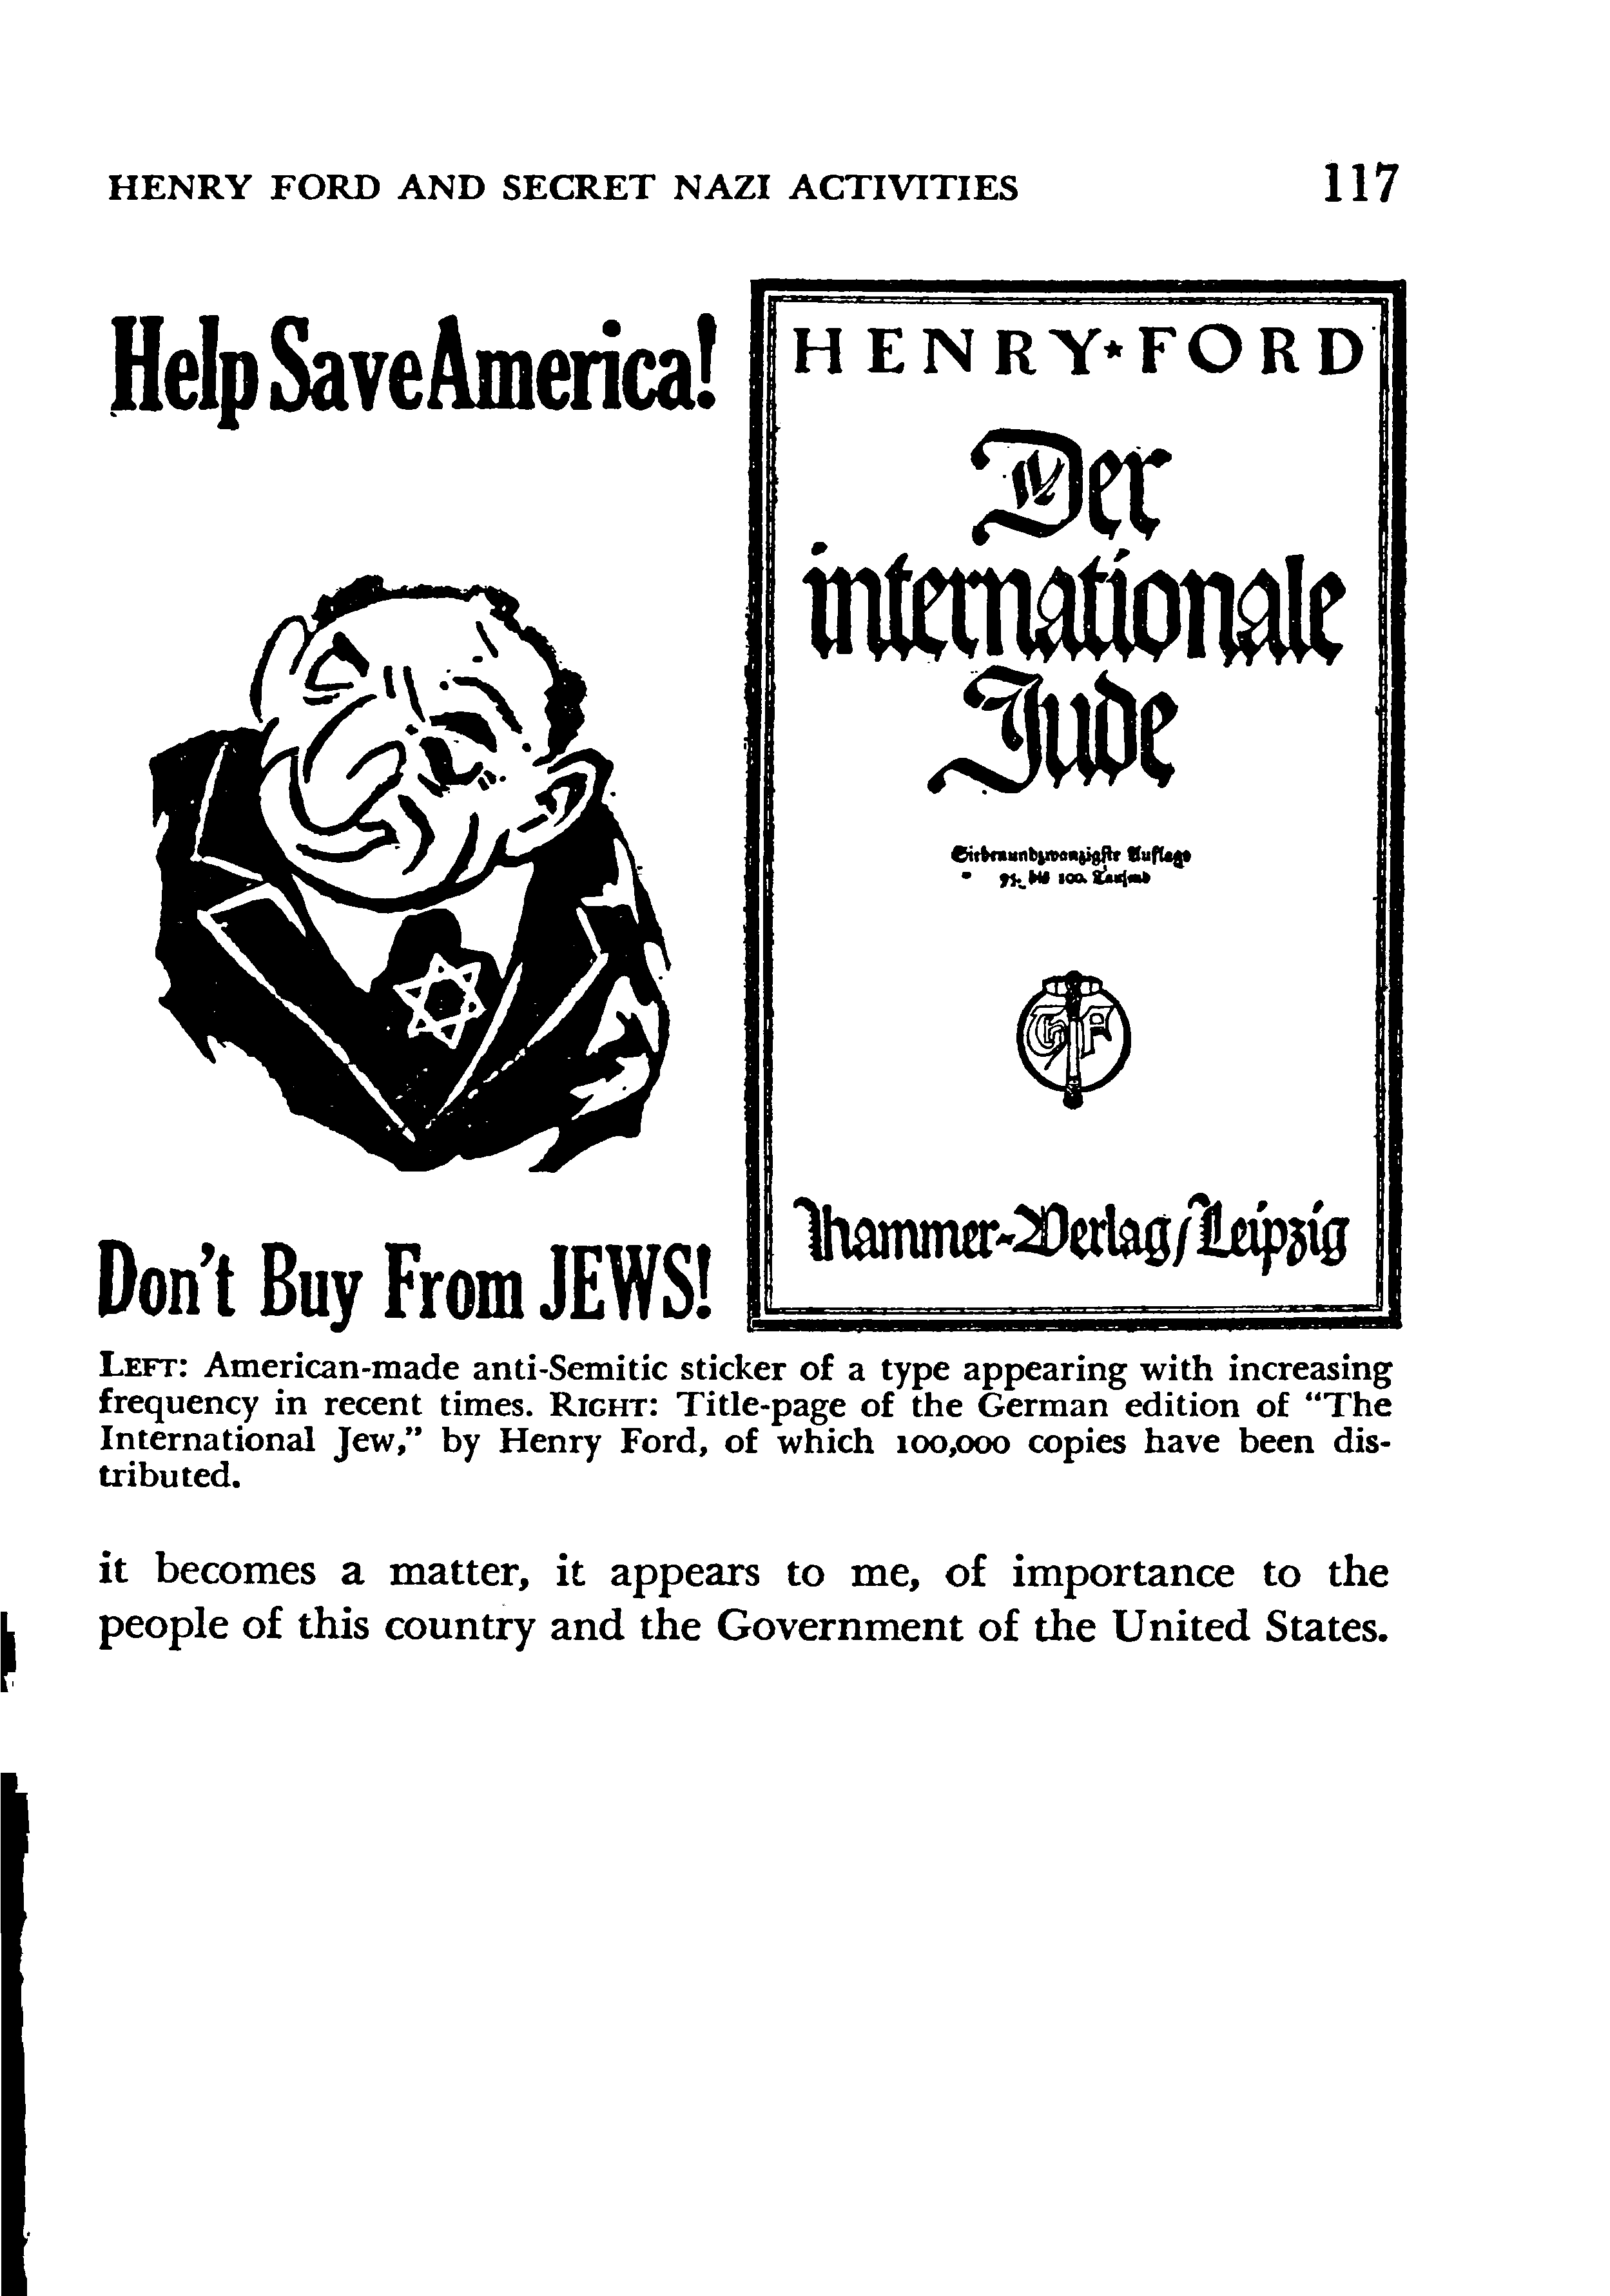 HENRY FORD AND SECRET NAZI ACTIVITIES 117
Help Save America!
Don't Buy From JEWS!
HENRY★FORD
Der
internationale
Jude
Siebenundzwanzigste Auflage
95. bis 100. Tausend
Hammer-Verlag/Leipzig
LEFT: American-made anti-Semitic sticker of a type appearing with increasing
frequency in recent times. RIGHT: Title-page of the German edition of “The
International Jew,” by Henry Ford, of which 100,000 copies have been dis-
tributed.
it becomes a matter, it appears to me, of importance to the
people of this country and the Government of the United States.